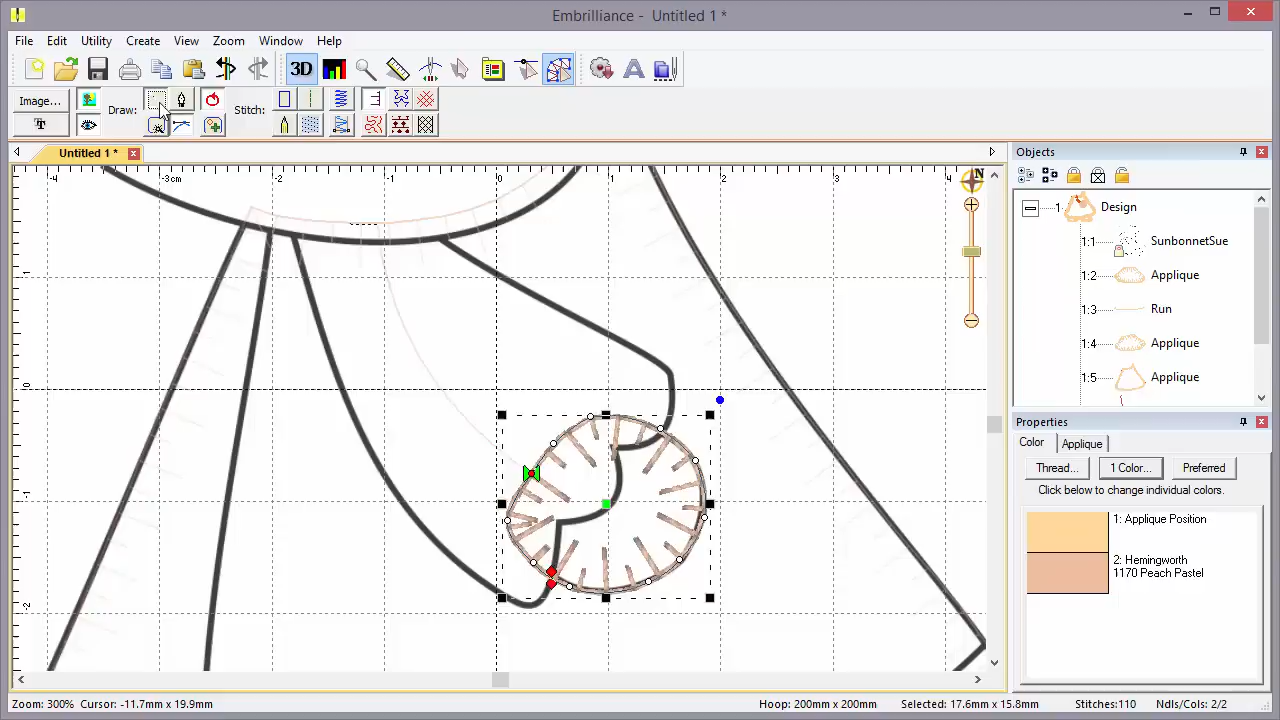 Embrilliance - Untitled 1 *
File Edit Utility Create View Zoom Window Help
3D
Image... Draw: Stitch:
Untitled 1 *
-4 -3cm -2 -1 0 1 2 3 4
N
1
0
-1
-2
Objects
1: Design
1:1 SunbonnetSue
1:2 Applique
1:3 Run
1:4 Applique
1:5 Applique
Properties
Color Applique
Thread... 1 Color... Preferred
Click below to change individual colors.
1: Applique Position
2: Hemingworth
1170 Peach Pastel
Zoom: 300% Cursor: -11.7mm x 19.9mm Hoop: 200mm x 200mm Selected: 17.6mm x 15.8mm Stitches:110 Ndls/Cols: 2/2